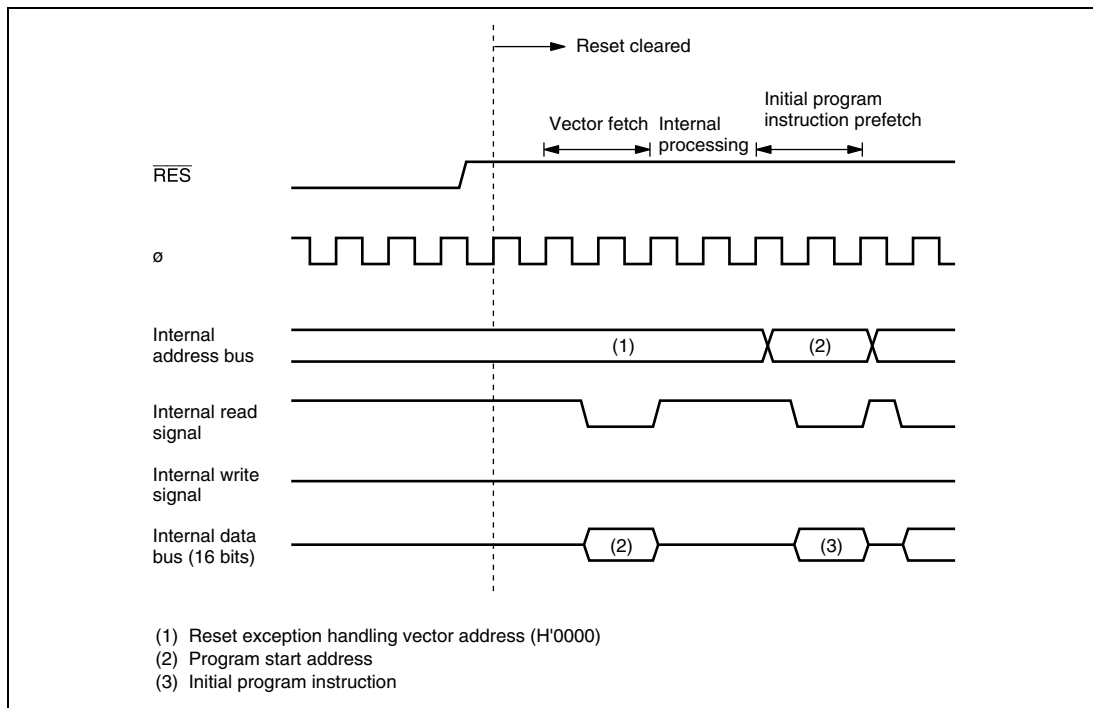 Reset cleared
Initial program
Vector fetch Internal instruction prefetch
processing
RES
ø
Internal
address bus (1) (2)
Internal read
signal
Internal write
signal
Internal data
bus (16 bits) (2) (3)
(1) Reset exception handling vector address (H'0000)
(2) Program start address
(3) Initial program instruction